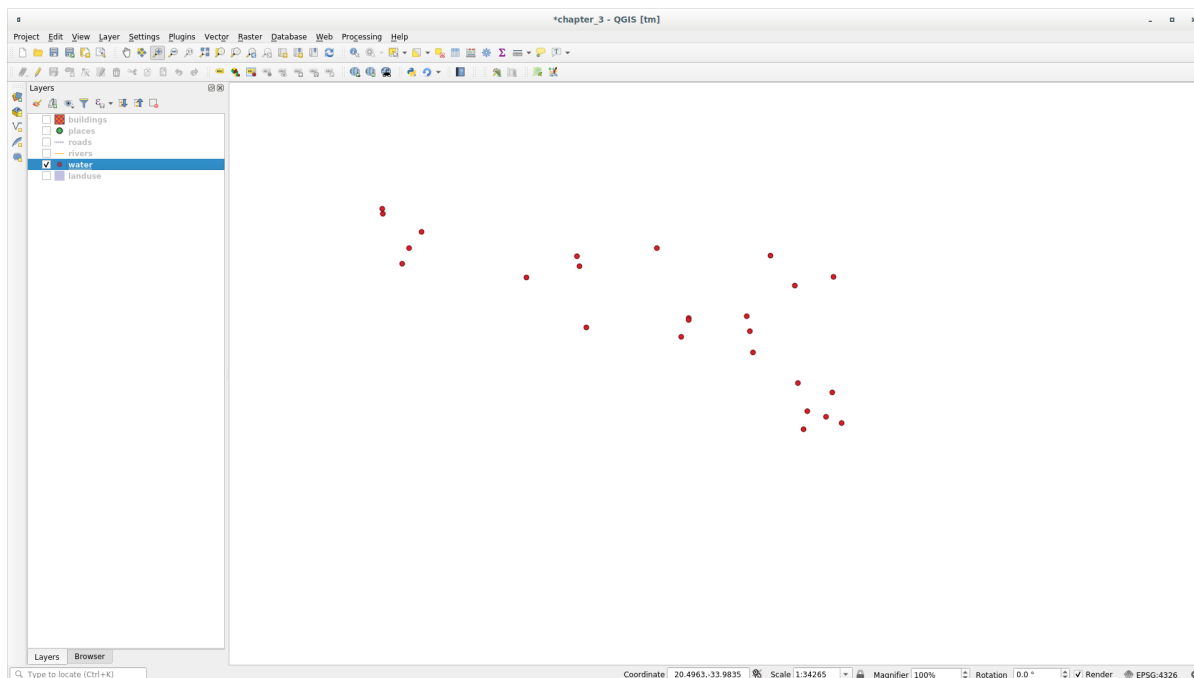 *chapter_3 - QGIS [tm]
Project Edit View Layer Settings Plugins Vector Raster Database Web Processing Help
Layers
buildings
places
roads
rivers
water
landuse
Layers Browser
Type to locate (Ctrl+K) Coordinate 20.4963,-33.9835 Scale 1:34265 Magnifier 100% Rotation 0.0 ° Render EPSG:4326